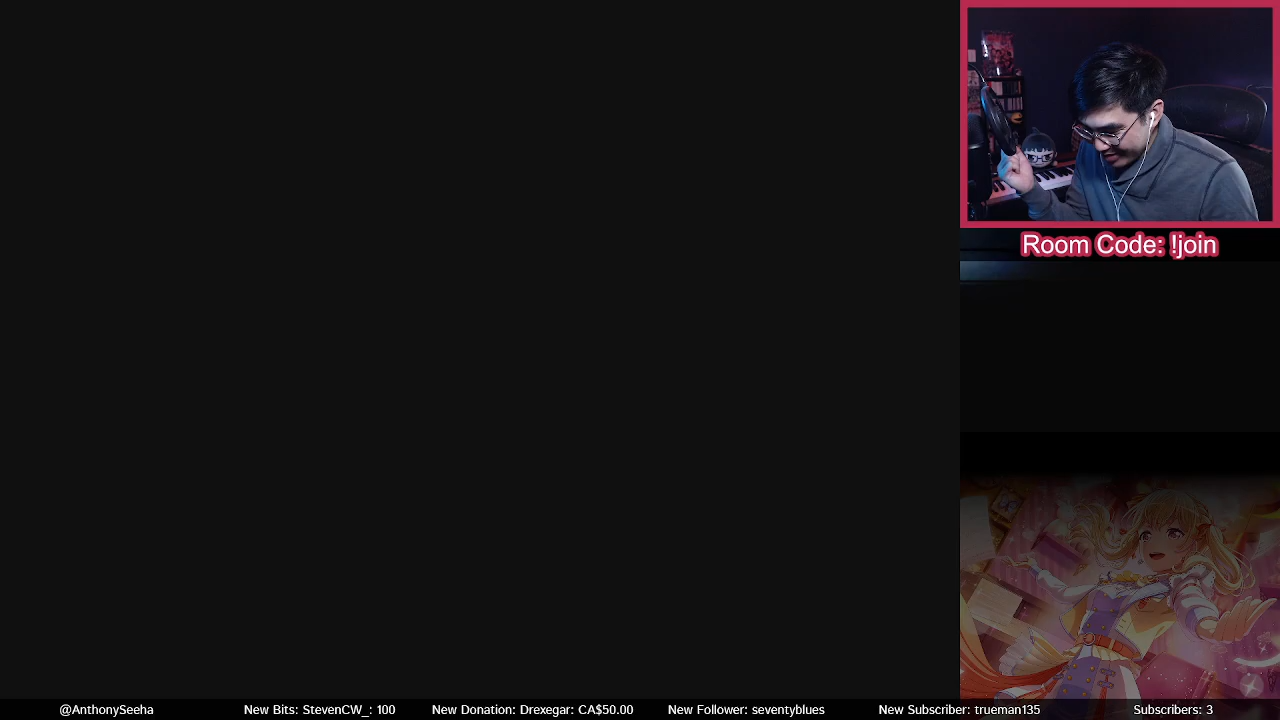 Room Code: !join
@AnthonySeeha
New Bits: StevenCW_: 100
New Donation: Drexegar: CA$50.00
New Follower: seventyblues
New Subscriber: trueman135
Subscribers: 3